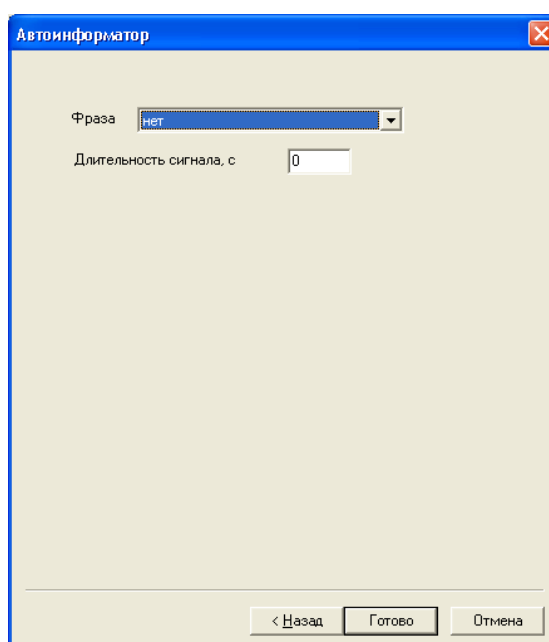 Автоинформатор
Фраза нет
Длительность сигнала, с 0
< Назад Готово Отмена